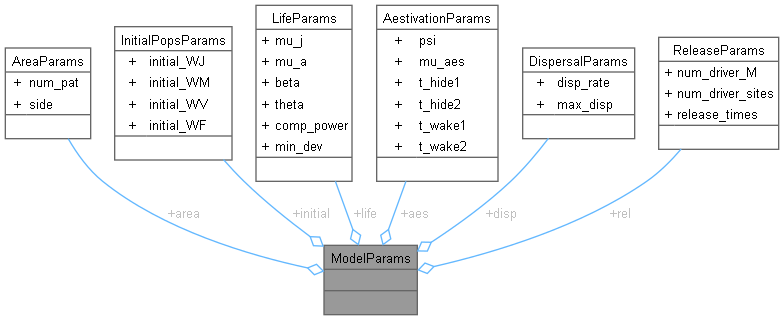 AreaParams
+ num_pat
+ side
InitialPopsParams
+ initial_WJ
+ initial_WM
+ initial_WV
+ initial_WF
LifeParams
+ mu_j
+ mu_a
+ beta
+ theta
+ comp_power
+ min_dev
AestivationParams
+ psi
+ mu_aes
+ t_hide1
+ t_hide2
+ t_wake1
+ t_wake2
DispersalParams
+ disp_rate
+ max_disp
ReleaseParams
+ num_driver_M
+ num_driver_sites
+ release_times
+area
+initial
+life
+aes
+disp
+rel
ModelParams